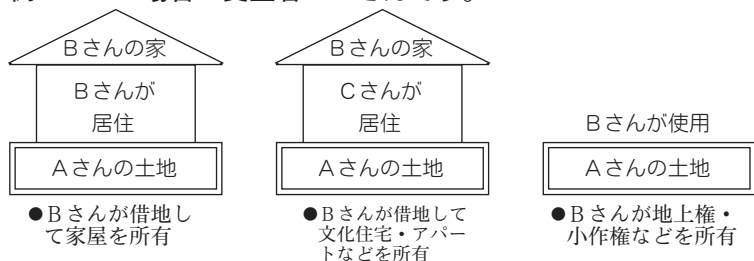 Bさんの家
Bさんが
居住
Aさんの土地
●Bさんが借地し
て家屋を所有
Bさんの家
Cさんが
居住
Aさんの土地
●Bさんが借地して
文化住宅・アパー
トなどを所有
Bさんが使用
Aさんの土地
●Bさんが地上権・
小作権などを所有